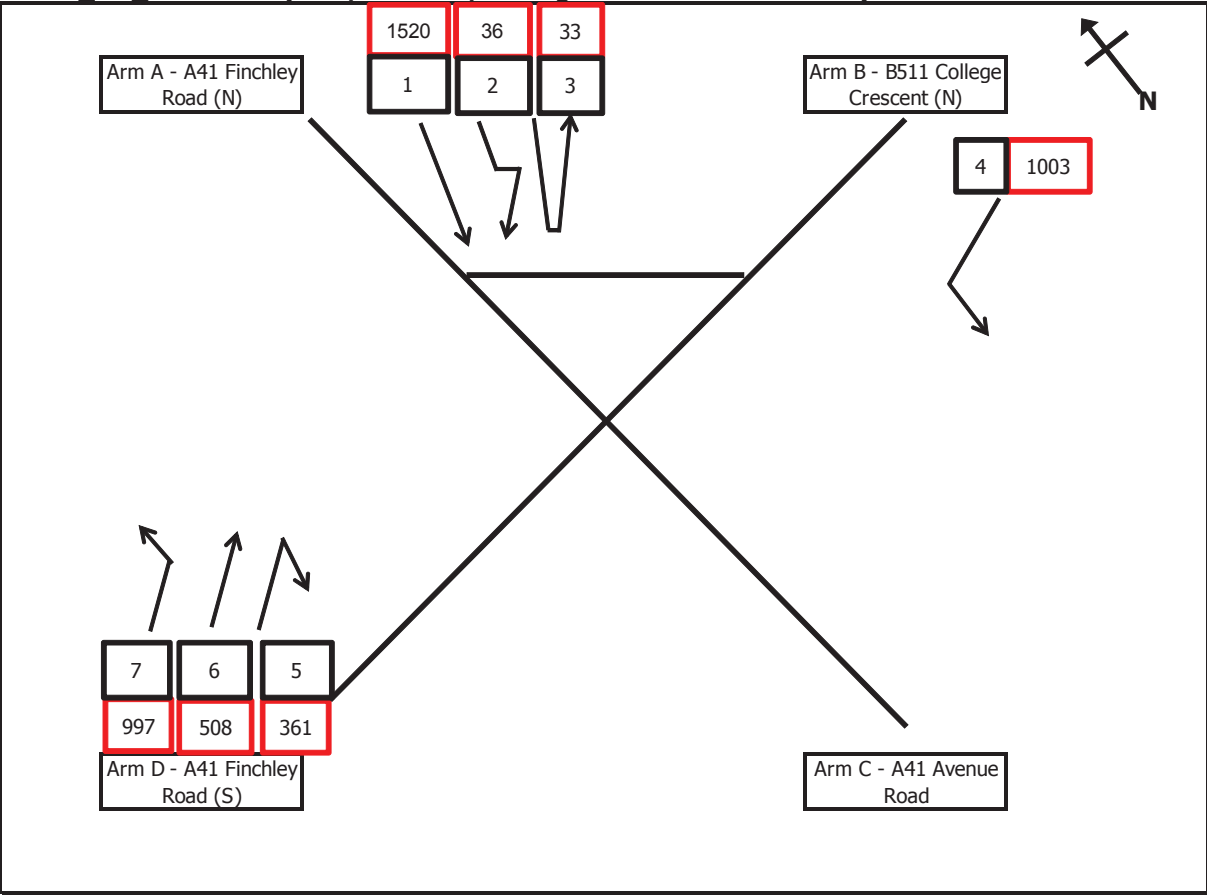 1520 36 33
1 2 3
Arm A - A41 Finchley
Road (N)
Arm B - B511 College
Crescent (N)
N
4 1003
7 6 5
997 508 361
Arm D - A41 Finchley
Road (S)
Arm C - A41 Avenue
Road